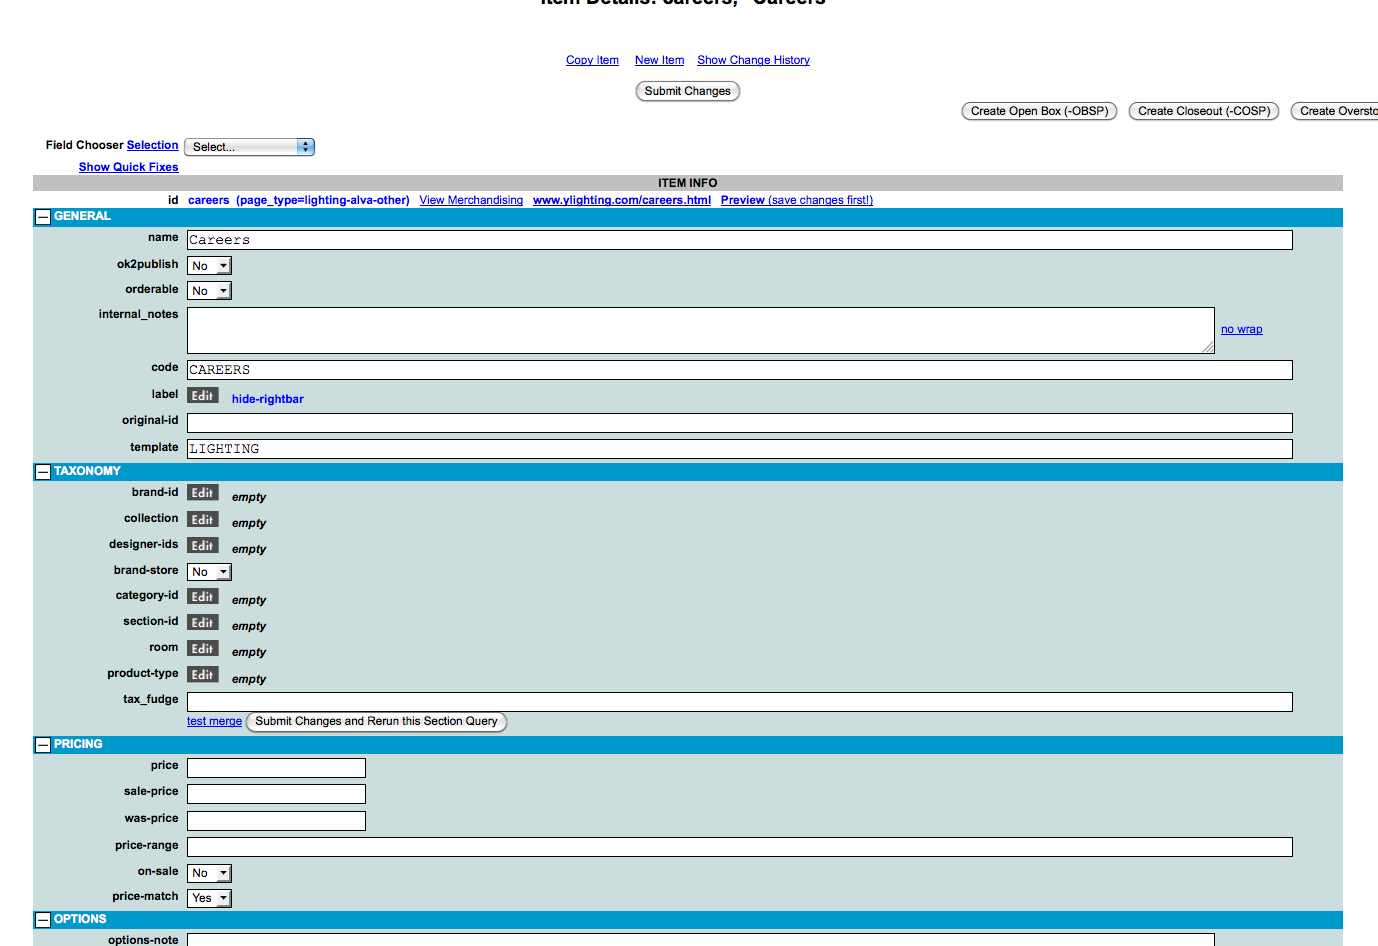 Item Details: careers, "Careers"
Copy Item New Item Show Change History
Submit Changes
Create Open Box (-OBSP) Create Closeout (-COSP) Create Oversto
Field Chooser Selection Select...
Show Quick Fixes
ITEM INFO
id careers (page_type=lighting-alva-other) View Merchandising www.ylighting.com/careers.html Preview (save changes first!)
GENERAL
name Careers
ok2publish No
orderable No
internal_notes
no wrap
code CAREERS
label Edit hide-rightbar
original-id
template LIGHTING
TAXONOMY
brand-id Edit empty
collection Edit empty
designer-ids Edit empty
brand-store No
category-id Edit empty
section-id Edit empty
room Edit empty
product-type Edit empty
tax_fudge
test merge Submit Changes and Rerun this Section Query
PRICING
price
sale-price
was-price
price-range
on-sale No
price-match Yes
OPTIONS
options-note